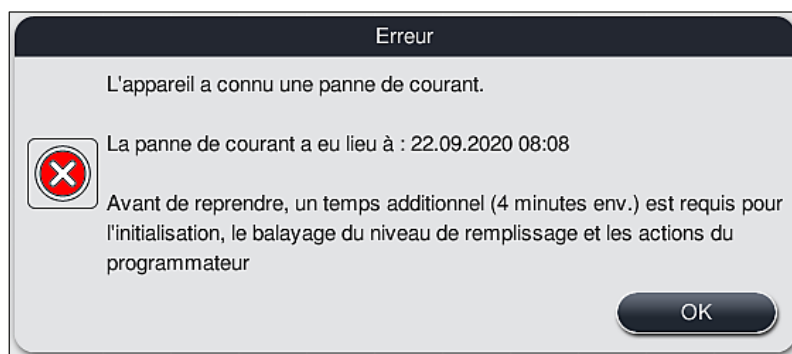 Erreur
L'appareil a connu une panne de courant.
La panne de courant a eu lieu à : 22.09.2020 08:08
Avant de reprendre, un temps additionnel (4 minutes env.) est requis pour
l'initialisation, le balayage du niveau de remplissage et les actions du
programmateur
OK